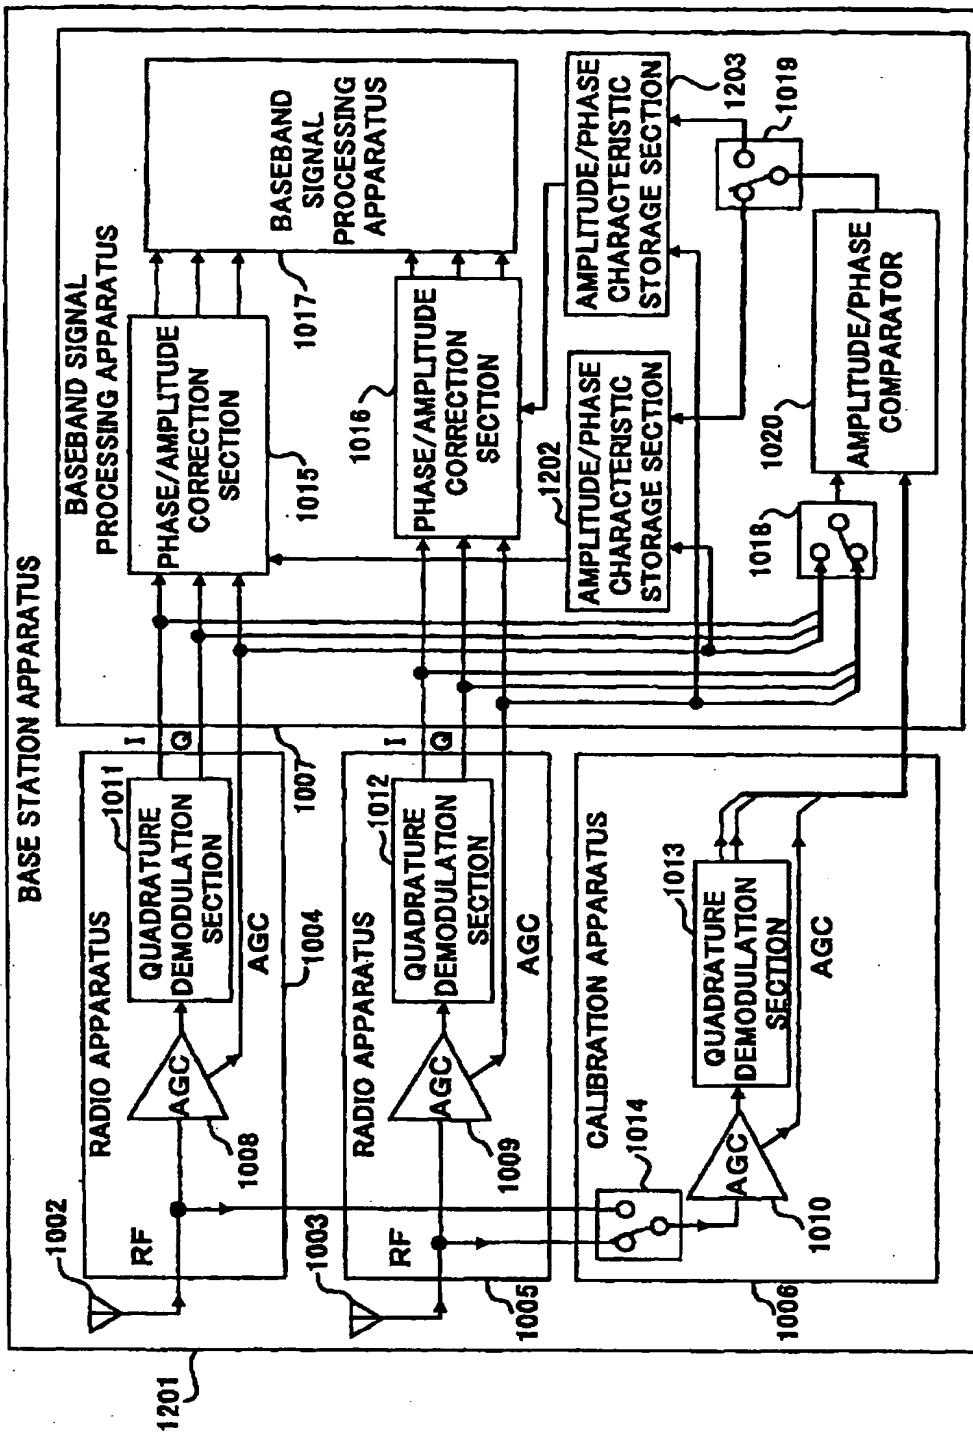 BASE STATION APPARATUS
1201
1002
RADIO APPARATUS
RF
AGC
1008
QUADRATURE
DEMODULATION
SECTION
1011
AGC
1004
I
Q
1007
BASEBAND SIGNAL
PROCESSING APPARATUS
PHASE/AMPLITUDE
CORRECTION
SECTION
1015
BASEBAND
SIGNAL
PROCESSING
APPARATUS
1017
1003
RADIO APPARATUS
RF
AGC
1009
QUADRATURE
DEMODULATION
SECTION
1012
AGC
1005
I
Q
PHASE/AMPLITUDE
CORRECTION
SECTION
1016
AMPLITUDE/PHASE
CHARACTERISTIC
STORAGE SECTION
1202
AMPLITUDE/PHASE
CHARACTERISTIC
STORAGE SECTION
1203
CALIBRATION APPARATUS
1014
AGC
1010
QUADRATURE
DEMODULATION
SECTION
1013
AGC
1006
1018
1020
AMPLITUDE/PHASE
COMPARATOR
1019